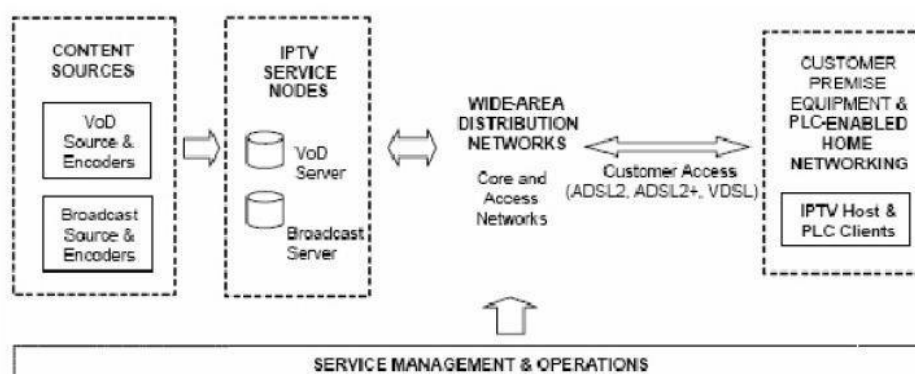 CONTENT
SOURCES
VoD
Source &
Encoders
Broadcast
Source &
Encoders
IPTV
SERVICE
NODES
VoD
Server
Broadcast
Server
WIDE-AREA
DISTRIBUTION
NETWORKS
Core and
Access
Networks
Customer Access
(ADSL2, ADSL2+, VDSL)
CUSTOMER
PREMISE
EQUIPMENT &
PLC-ENABLED
HOME
NETWORKING
IPTV Host &
PLC Clients
SERVICE MANAGEMENT & OPERATIONS